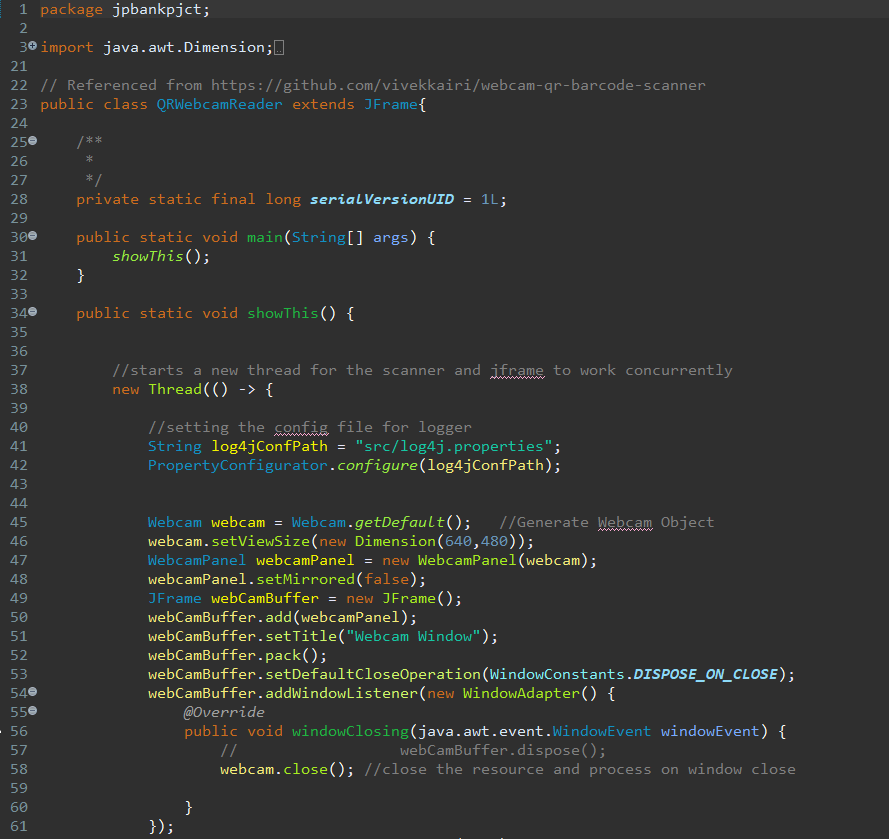 1 package jpbankpjct;
2
3 import java.awt.Dimension;
21
22 // Referenced from https://github.com/vivekkairi/webcam-qr-barcode-scanner
23 public class QRWebcamReader extends JFrame{
24
25     /**
26      *
27      */
28     private static final long serialVersionUID = 1L;
29
30     public static void main(String[] args) {
31         showThis();
32     }
33
34     public static void showThis() {
35
36
37         //starts a new thread for the scanner and jframe to work concurrently
38         new Thread(() -> {
39
40             //setting the config file for logger
41             String log4jConfPath = "src/log4j.properties";
42             PropertyConfigurator.configure(log4jConfPath);
43
44
45             Webcam webcam = Webcam.getDefault();   //Generate Webcam Object
46             webcam.setViewSize(new Dimension(640,480));
47             WebcamPanel webcamPanel = new WebcamPanel(webcam);
48             webcamPanel.setMirrored(false);
49             JFrame webCamBuffer = new JFrame();
50             webCamBuffer.add(webcamPanel);
51             webCamBuffer.setTitle("Webcam Window");
52             webCamBuffer.pack();
53             webCamBuffer.setDefaultCloseOperation(WindowConstants.DISPOSE_ON_CLOSE);
54             webCamBuffer.addWindowListener(new WindowAdapter() {
55                 @Override
56                 public void windowClosing(java.awt.event.WindowEvent windowEvent) {
57                     //                  webCamBuffer.dispose();
58                     webcam.close(); //close the resource and process on window close
59
60                 }
61             });